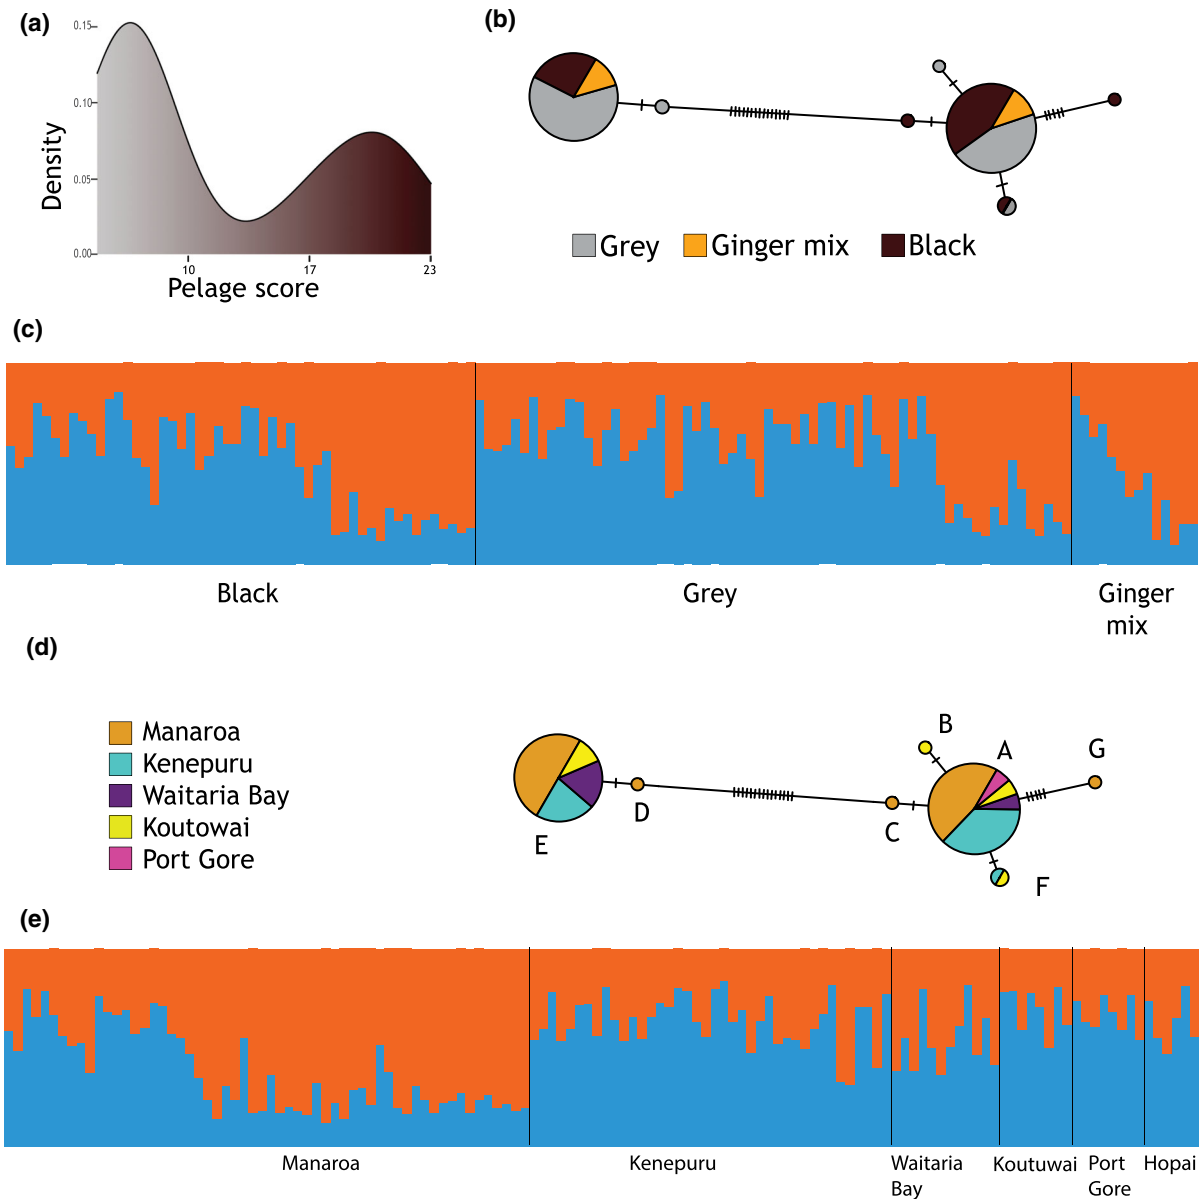 (a)
0.15
0.10
0.05
0.00
Density
10 17 23
Pelage score
(b)
Grey Ginger mix Black
(c)
Black Grey Ginger
mix
(d)
Manaroa
Kenepuru
Waitaria Bay
Koutowai
Port Gore
B
A
G
D
C
E
F
(e)
Manaroa Kenepuru Waitaria
Bay
Koutuwai
Port
Gore
Hopai